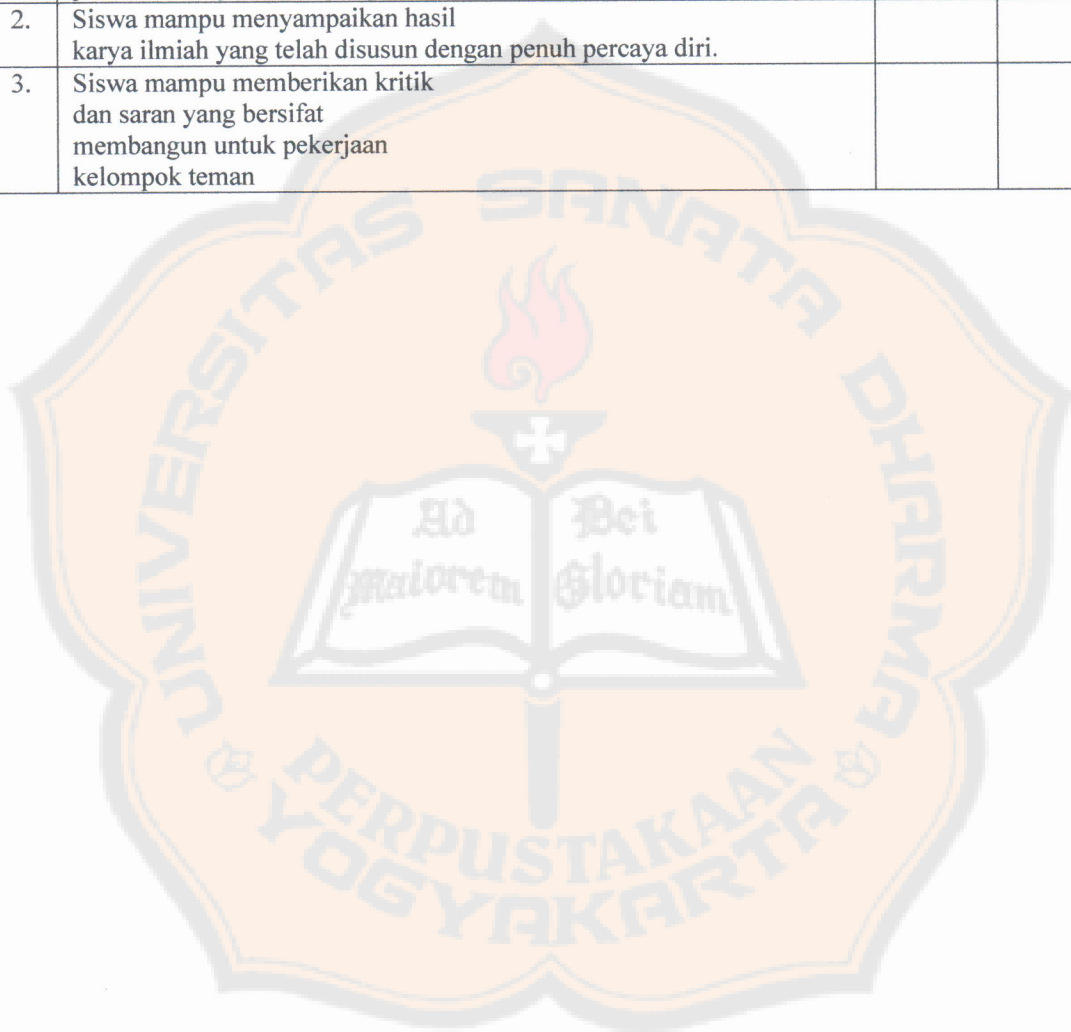 2. Siswa mampu menyampaikan hasil
karya ilmiah yang telah disusun dengan penuh percaya diri.
3. Siswa mampu memberikan kritik
dan saran yang bersifat
membangun untuk pekerjaan
kelompok teman
UNIVERSITAS SANATA DHARMA
Ad Dei
Maiorem Gloriam
PERPUSTAKAAN
YOGYAKARTA